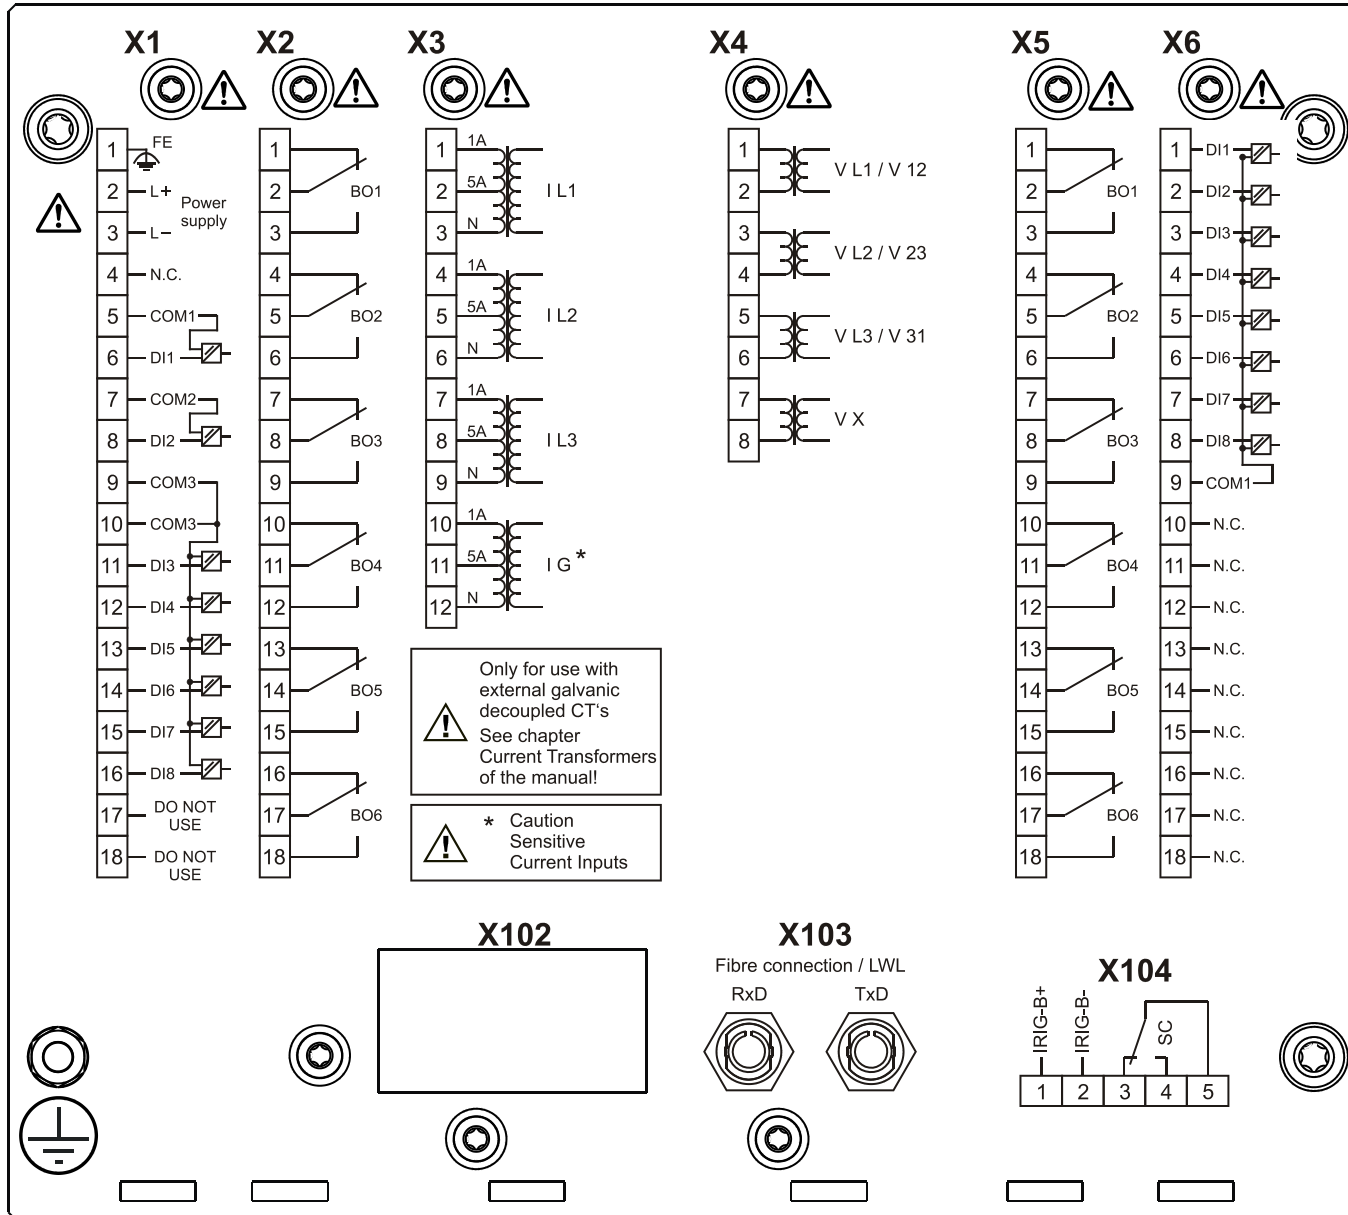 X1
X2
X3
X4
X5
X6
1
FE
2
L+
Power
supply
3
L–
4
N.C.
5
COM1
6
DI1
7
COM2
8
DI2
9
COM3
10
COM3
11
DI3
12
DI4
13
DI5
14
DI6
15
DI7
16
DI8
17
DO NOT
USE
18
DO NOT
USE
1
2
BO1
3
4
5
BO2
6
7
8
BO3
9
10
11
BO4
12
13
14
BO5
15
16
17
BO6
18
1
1A
2
5A
I L1
3
N
4
1A
5
5A
I L2
6
N
7
1A
8
5A
I L3
9
N
10
1A
11
5A
I G *
12
N
Only for use with
external galvanic
decoupled CT‘s
See chapter
Current Transformers
of the manual!
* Caution
Sensitive
Current Inputs
1
V L1 / V 12
2
3
V L2 / V 23
4
5
V L3 / V 31
6
7
V X
8
1
2
BO1
3
4
5
BO2
6
7
8
BO3
9
10
11
BO4
12
13
14
BO5
15
16
17
BO6
18
1
DI1
2
DI2
3
DI3
4
DI4
5
DI5
6
DI6
7
DI7
8
DI8
9
COM1
10
N.C.
11
N.C.
12
N.C.
13
N.C.
14
N.C.
15
N.C.
16
N.C.
17
N.C.
18
N.C.
X102
X103
Fibre connection / LWL
RxD
TxD
X104
IRIG-B+
IRIG-B-
SC
1
2
3
4
5